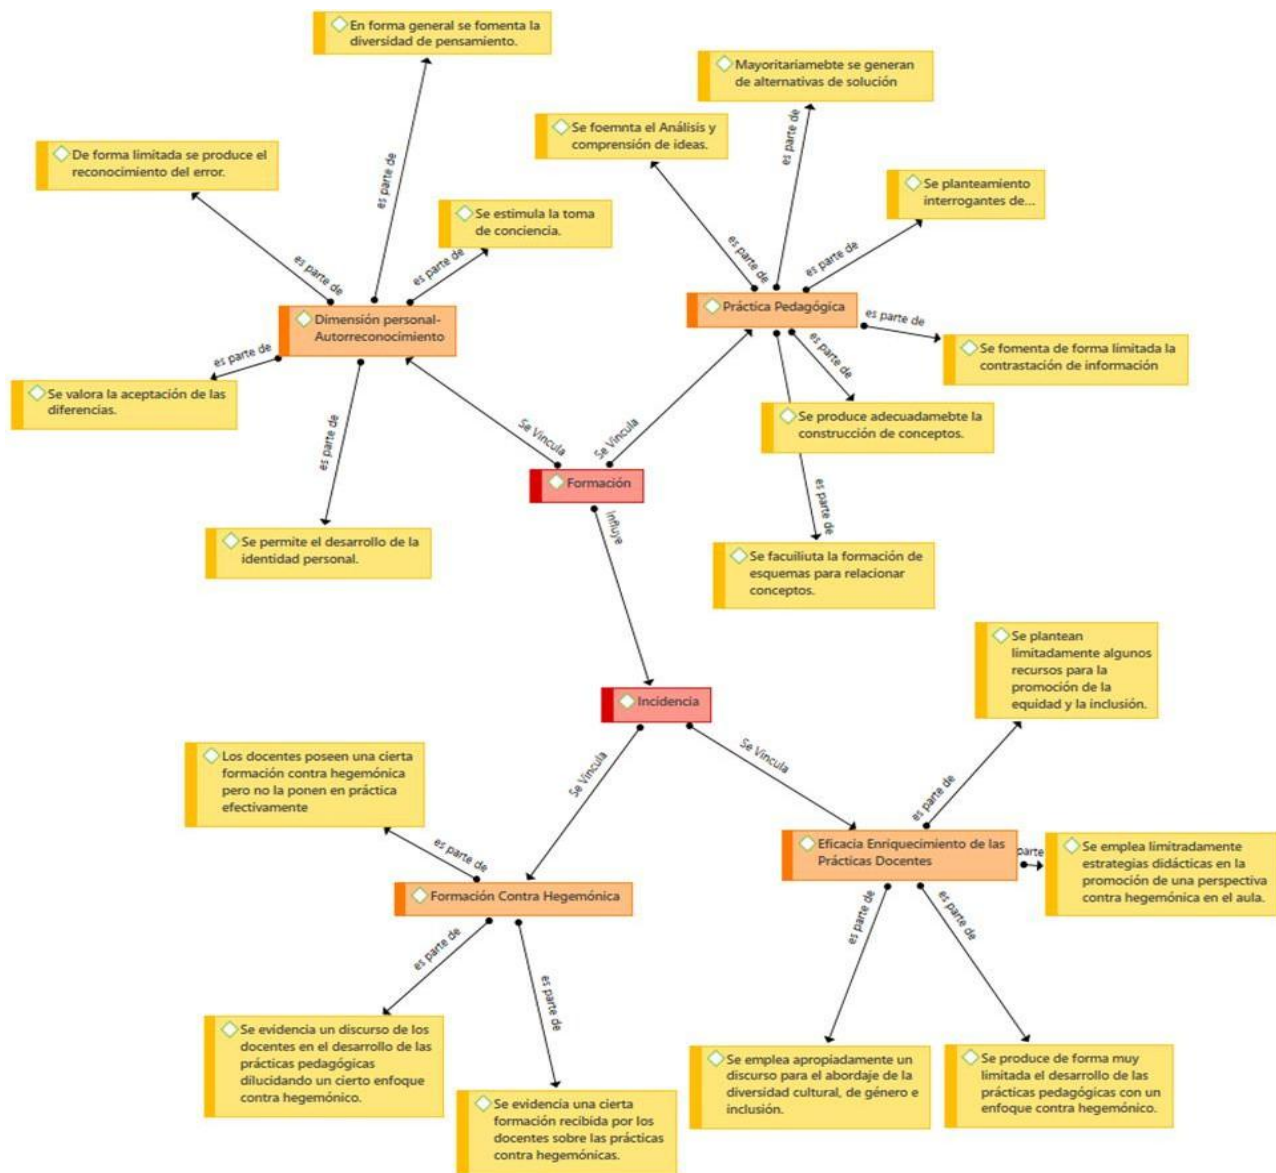 En forma general se fomenta la
diversidad de pensamiento.
Mayoritariamebte se generan
de alternativas de solución
es parte de
es parte de
Se foemnta el Análisis y
comprensión de ideas.
De forma limitada se produce el
reconocimiento del error.
Se planteamiento
interrogantes de...
Se estimula la toma
de conciencia.
es parte de
es parte de
es parte de
es parte de
Dimensión personal-
Autorreconocimiento
Práctica Pedagógica
es parte de
es parte de
es parte de
Se fomenta de forma limitada la
contrastación de información
Se valora la aceptación de las
diferencias.
es parte de
Se Vincula
Se Vincula
Se produce adecuadamebte la
construcción de conceptos.
Formación
es parte de
Influye
Se permite el desarrollo de la
identidad personal.
Se facuiliuta la formación de
esquemas para relacionar
conceptos.
Se plantean
limitadamente algunos
recursos para la
promoción de la
equidad y la inclusión.
Incidencia
Los docentes poseen una cierta
formación contra hegemónica
pero no la ponen en práctica
efectivamente
Se Vincula
Se Vincula
es parte de
es parte de
Eficacia Enriquecimiento de las
Prácticas Docentes
parte
Se emplea limitradamente
estrategias didácticas en la
promoción de una perspectiva
contra hegemónica en el aula.
Formación Contra Hegemónica
es parte de
es parte de
es parte de
es parte de
Se evidencia un discurso de los
docentes en el desarrollo de las
prácticas pedagógicas
dilucidando un cierto enfoque
contra hegemónico.
Se emplea apropiadamente un
discurso para el abordaje de la
diversidad cultural, de género e
inclusión.
Se produce de forma muy
limitada el desarrollo de las
prácticas pedagógicas con un
enfoque contra hegemónico.
Se evidencia una cierta
formación recibida por los
docentes sobre las prácticas
contra hegemónicas.